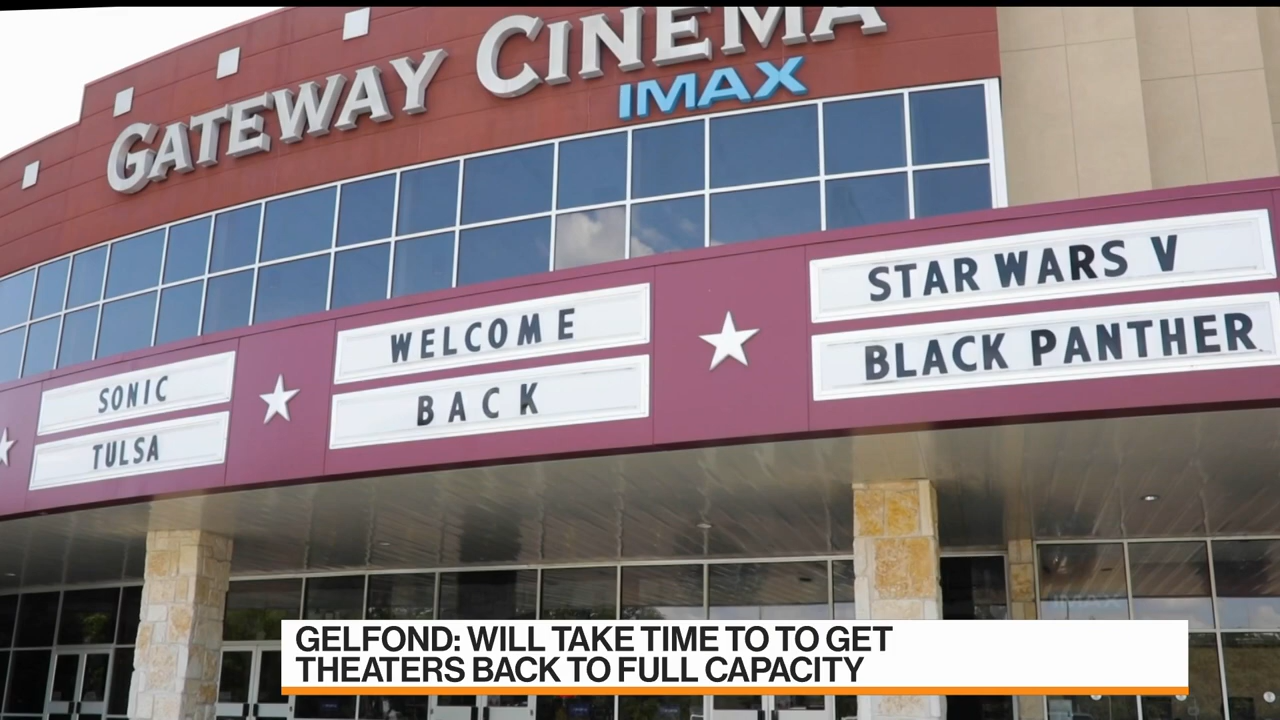 GATEWAY CINEMA
IMAX
SONIC
TULSA
WELCOME
BACK
STAR WARS V
BLACK PANTHER
IMAX
GELFOND: WILL TAKE TIME TO TO GET
THEATERS BACK TO FULL CAPACITY